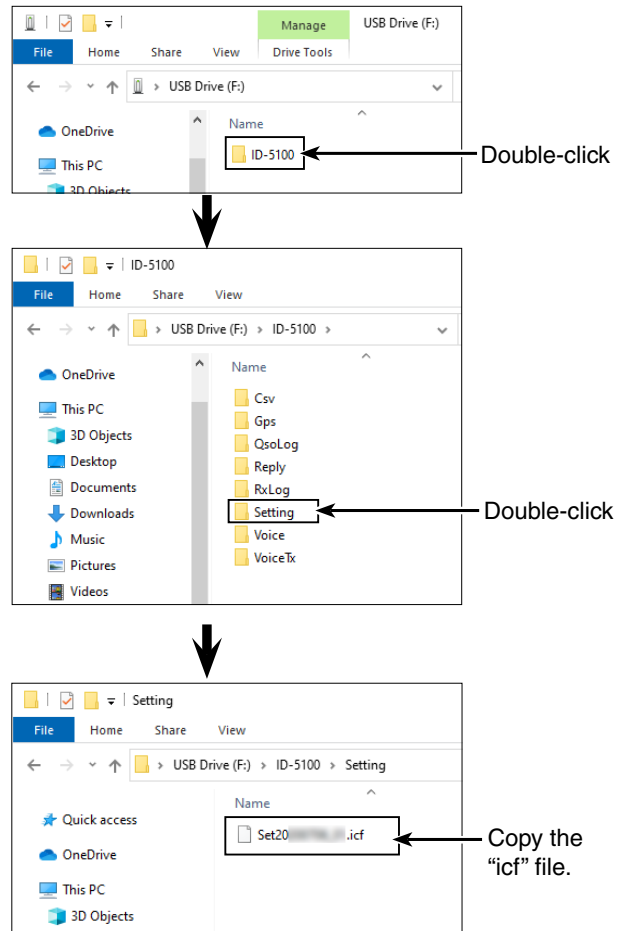 Manage USB Drive (F:)
File Home Share View Drive Tools
USB Drive (F:)
OneDrive
Name
This PC
ID-5100
3D Objects
Double-click
ID-5100
File Home Share View
USB Drive (F:) > ID-5100 >
OneDrive
Name
This PC
Csv
3D Objects
Gps
Desktop
QsoLog
Documents
Reply
Downloads
RxLog
Music
Setting
Pictures
Voice
Videos
VoiceTx
Double-click
Setting
File Home Share View
USB Drive (F:) > ID-5100 > Setting
Name
Quick access
Set20 .icf
OneDrive
This PC
3D Objects
Copy the
“icf” file.